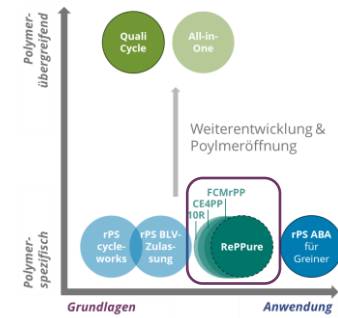 Polymer-
übergreifend
Quali
Cycle
All-in-
One
Weiterentwicklung &
Poylmeröffnung
FCMrPP
CE4PP
10R
rPS
cycle-
works
rPS BLV-
Zulas-
sung
RePPure
rPS ABA
für
Greiner
Polymer-
spezifisch
Grundlagen
Anwendung